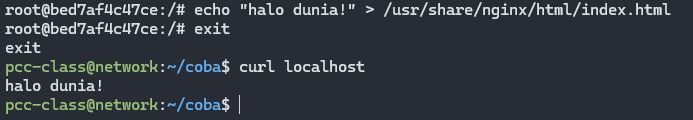 root@bed7af4c47ce:/# echo "halo dunia!" > /usr/share/nginx/html/index.html
root@bed7af4c47ce:/# exit
exit
pcc-class@network:~/coba$ curl localhost
halo dunia!
pcc-class@network:~/coba$